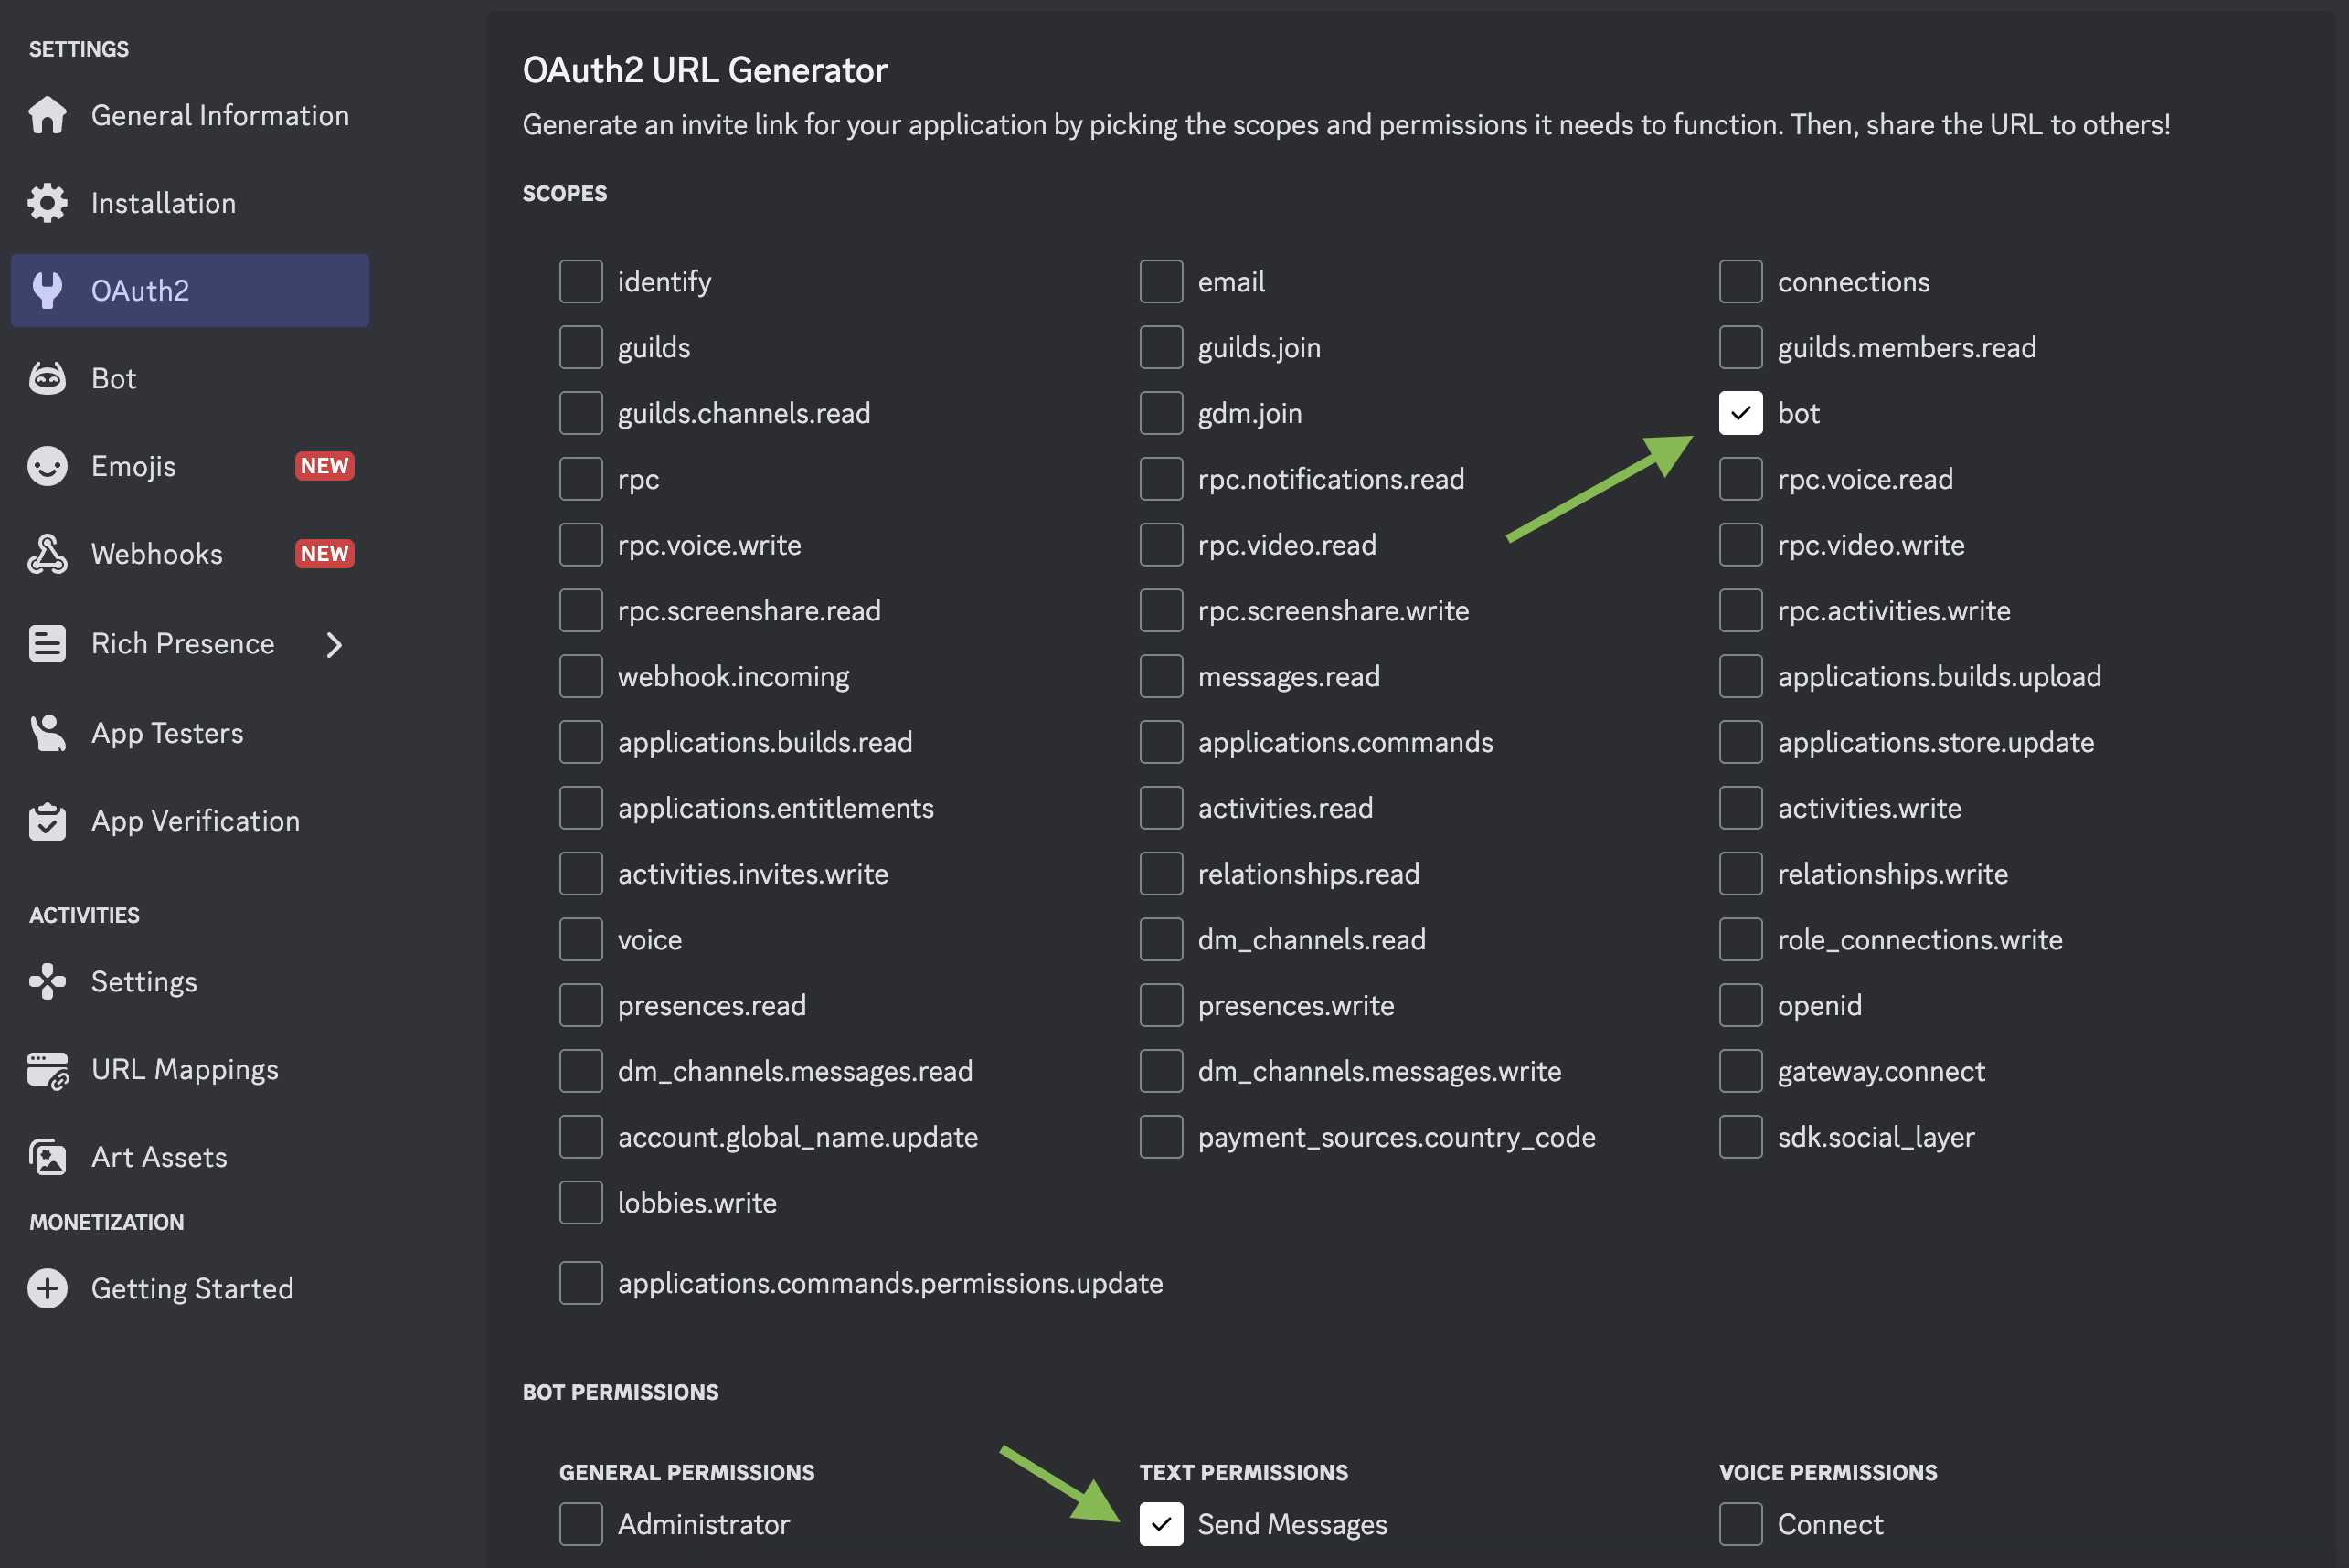 SETTINGS
General Information
Installation
OAuth2
Bot
Emojis NEW
Webhooks NEW
Rich Presence
App Testers
App Verification
ACTIVITIES
Settings
URL Mappings
Art Assets
MONETIZATION
Getting Started
OAuth2 URL Generator
Generate an invite link for your application by picking the scopes and permissions it needs to function. Then, share the URL to others!
SCOPES
identify email connections
guilds guilds.join guilds.members.read
guilds.channels.read gdm.join bot
rpc rpc.notifications.read rpc.voice.read
rpc.voice.write rpc.video.read rpc.video.write
rpc.screenshare.read rpc.screenshare.write rpc.activities.write
webhook.incoming messages.read applications.builds.upload
applications.builds.read applications.commands applications.store.update
applications.entitlements activities.read activities.write
activities.invites.write relationships.read relationships.write
voice dm_channels.read role_connections.write
presences.read presences.write openid
dm_channels.messages.read dm_channels.messages.write gateway.connect
account.global_name.update payment_sources.country_code sdk.social_layer
lobbies.write
applications.commands.permissions.update
BOT PERMISSIONS
GENERAL PERMISSIONS TEXT PERMISSIONS VOICE PERMISSIONS
Administrator Send Messages Connect